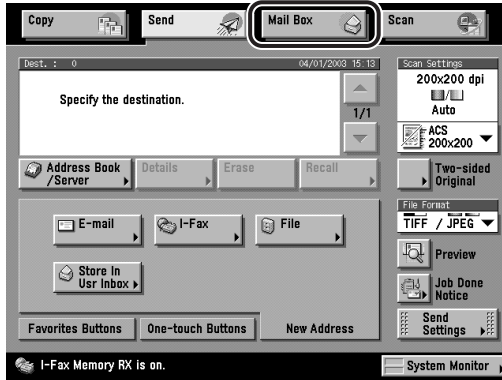 Copy
Send
Mail Box
Scan
Dest. : 0
04/01/2003 15:13
Specify the destination.
1/1
Address Book
/Server
Details
Erase
Recall
Scan Settings
200x200 dpi
Auto
ACS
200x200
Two-sided
Original
E-mail
I-Fax
File
Store In
Usr Inbox
File Format
TIFF / JPEG
Preview
Job Done
Notice
Send
Settings
Favorites Buttons
One-touch Buttons
New Address
I-Fax Memory RX is on.
System Monitor